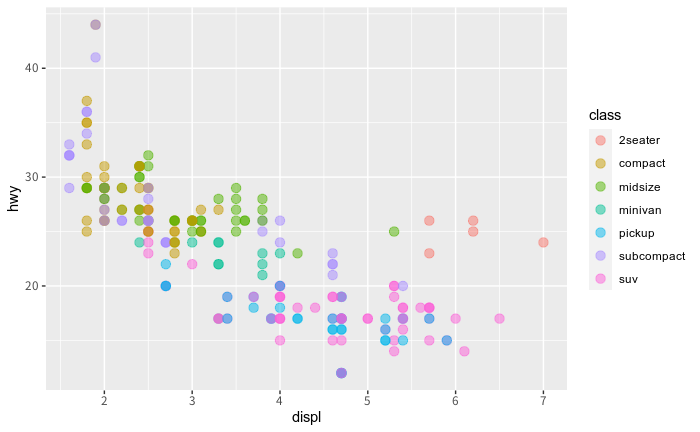 hwy
40
30
20
2
3
4
5
6
7
displ
class
2seater
compact
midsize
minivan
pickup
subcompact
suv